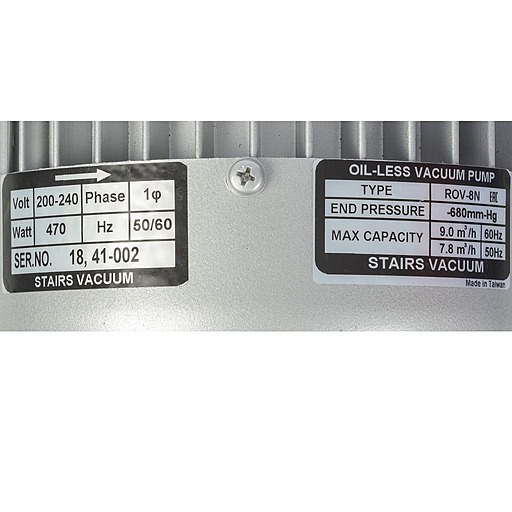 Volt 200-240 Phase 1φ
Watt 470 Hz 50/60
SER.NO. 18, 41-002
STAIRS VACUUM
OIL-LESS VACUUM PUMP
TYPE ROV-8N EAC
END PRESSURE -680mm-Hg
MAX CAPACITY 9.0 m³/h 60Hz
7.8 m³/h 50Hz
STAIRS VACUUM
Made in Taiwan